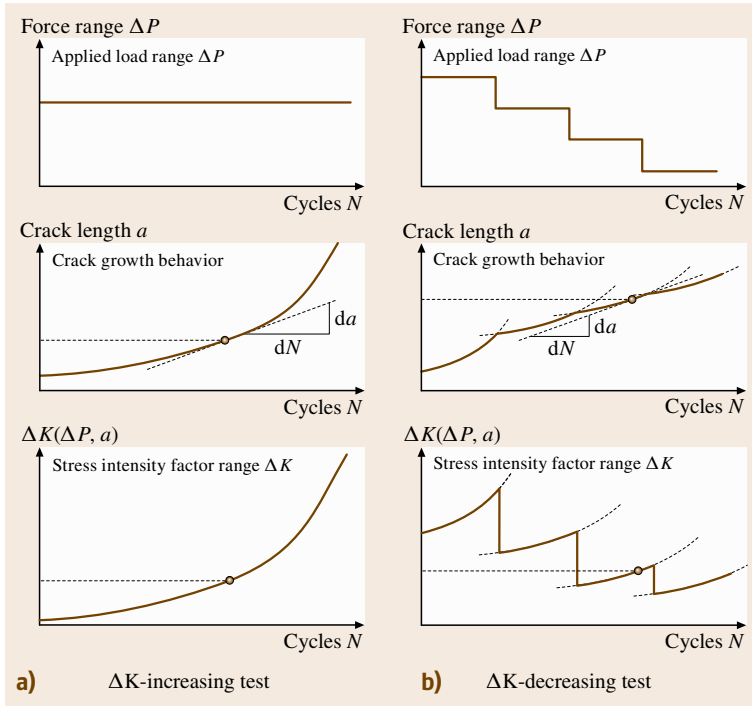 Force range ΔP
Applied load range ΔP
Cycles N
Crack length a
Crack growth behavior
da
dN
Cycles N
ΔK(ΔP, a)
Stress intensity factor range ΔK
Cycles N
a) ΔK-increasing test
Force range ΔP
Applied load range ΔP
Cycles N
Crack length a
Crack growth behavior
da
dN
Cycles N
ΔK(ΔP, a)
Stress intensity factor range ΔK
Cycles N
b) ΔK-decreasing test